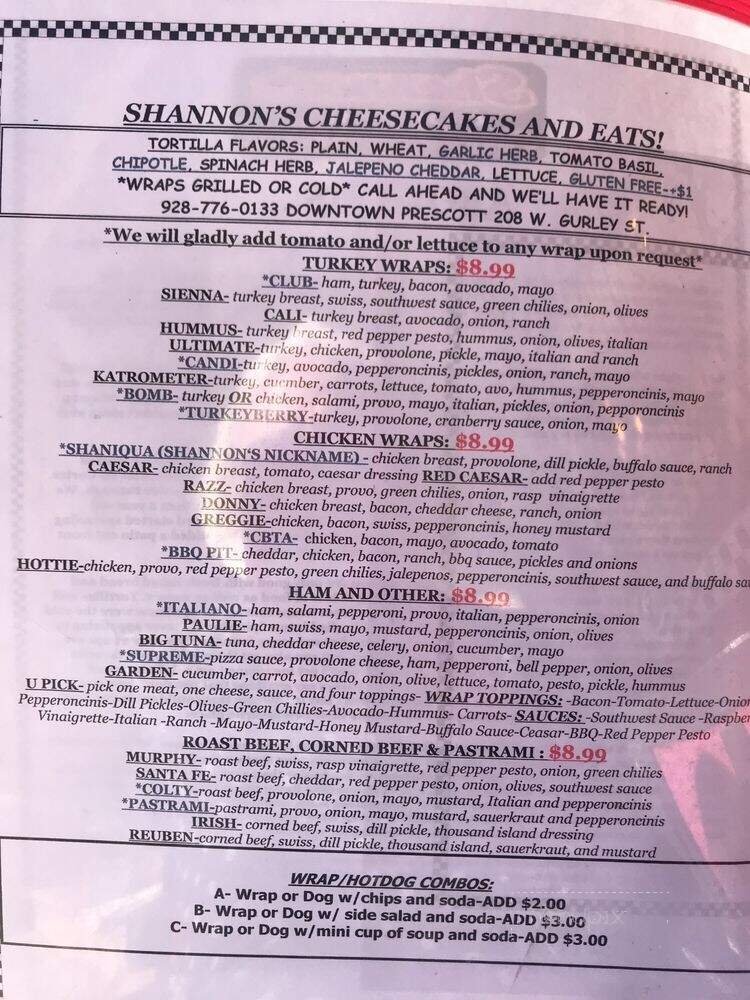 SHANNON'S CHEESECAKES AND EATS!
TORTILLA FLAVORS: PLAIN, WHEAT, GARLIC HERB, TOMATO BASIL,
CHIPOTLE, SPINACH HERB, JALEPENO CHEDDAR, LETTUCE, GLUTEN FREE-+$1
*WRAPS GRILLED OR COLD* CALL AHEAD AND WE'LL HAVE IT READY!
928-776-0133 DOWNTOWN PRESCOTT 208 W. GURLEY ST.
*We will gladly add tomato and/or lettuce to any wrap upon request*
TURKEY WRAPS: $8.99
*CLUB- ham, turkey, bacon, avocado, mayo
SIENNA- turkey breast, swiss, southwest sauce, green chilies, onion, olives
CALI- turkey breast, avocado, onion, ranch
HUMMUS- turkey breast, red pepper pesto, hummus, onion, olives, italian
ULTIMATE-turkey, chicken, provolone, pickle, mayo, italian and ranch
*CANDI-turkey, avocado, pepperoncinis, pickles, onion, ranch, mayo
KATROMETER-turkey, cucmber, carrots, lettuce, tomato, avo, hummus, pepperoncinis, mayo
*BOMB- turkey OR chicken, salami, provo, mayo, italian, pickles, onion, pepporoncinis
*TURKEYBERRY-turkey, provolone, cranberry sauce, onion, mayo
CHICKEN WRAPS: $8.99
*SHANIQUA (SHANNON'S NICKNAME) - chicken breast, provolone, dill pickle, buffalo sauce, ranch
CAESAR- chicken breast, tomato, caesar dressing RED CAESAR- add red pepper pesto
RAZZ- chicken breast, provo, green chilies, onion, rasp vinaigrette
DONNY- chicken breast, bacon, cheddar cheese, ranch, onion
GREGGIE-chicken, bacon, swiss, pepperoncinis, honey mustard
*CBTA- chicken, bacon, mayo, avocado, tomato
*BBQ PIT- cheddar, chicken, bacon, ranch, bbq sauce, pickles and onions
HOTTIE-chicken, provo, red pepper pesto, green chilies, jalepenos, pepperoncinis, southwest sauce, and buffalo sau
HAM AND OTHER: $8.99
*ITALIANO- ham, salami, pepperoni, provo, italian, pepperoncinis, onion
PAULIE- ham, swiss, mayo, mustard, pepperoncinis, onion, olives
BIG TUNA- tuna, cheddar cheese, celery, onion, cucumber, mayo
*SUPREME-pizza sauce, provolone cheese, ham, pepperoni, bell pepper, onion, olives
GARDEN- cucumber, carrot, avocado, onion, olive, lettuce, tomato, pesto, pickle, hummus
U PICK- pick one meat, one cheese, sauce, and four toppings- WRAP TOPPINGS: -Bacon-Tomato-Lettuce-Onion
Pepperoncinis-Dill Pickles-Olives-Green Chillies-Avocado-Hummus- Carrots- SAUCES: -Southwest Sauce -Raspber
Vinaigrette-Italian -Ranch -Mayo-Mustard-Honey Mustard-Buffalo Sauce-Ceasar-BBQ-Red Pepper Pesto
ROAST BEEF, CORNED BEEF & PASTRAMI : $8.99
MURPHY- roast beef, swiss, rasp vinaigrette, red pepper pesto, onion, green chilies
SANTA FE- roast beef, cheddar, red pepper pesto, onion, olives, southwest sauce
*COLTY-roast beef, provolone, onion, mayo, mustard, Italian and pepperoncinis
*PASTRAMI-pastrami, provo, onion, mayo, mustard, sauerkraut and pepperoncinis
IRISH- corned beef, swiss, dill pickle, thousand island dressing
REUBEN-corned beef, swiss, dill pickle, thousand island, sauerkraut, and mustard
WRAP/HOTDOG COMBOS:
A- Wrap or Dog w/chips and soda-ADD $2.00
B- Wrap or Dog w/ side salad and soda-ADD $3.00
C- Wrap or Dog w/mini cup of soup and soda-ADD $3.00